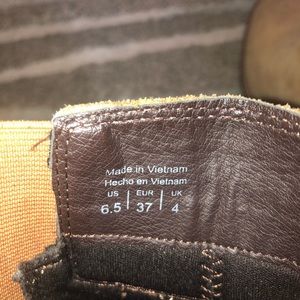 Made in Vietnam
Hecho en Vietnam
US | EUR | UK
6.5 | 37 | 4